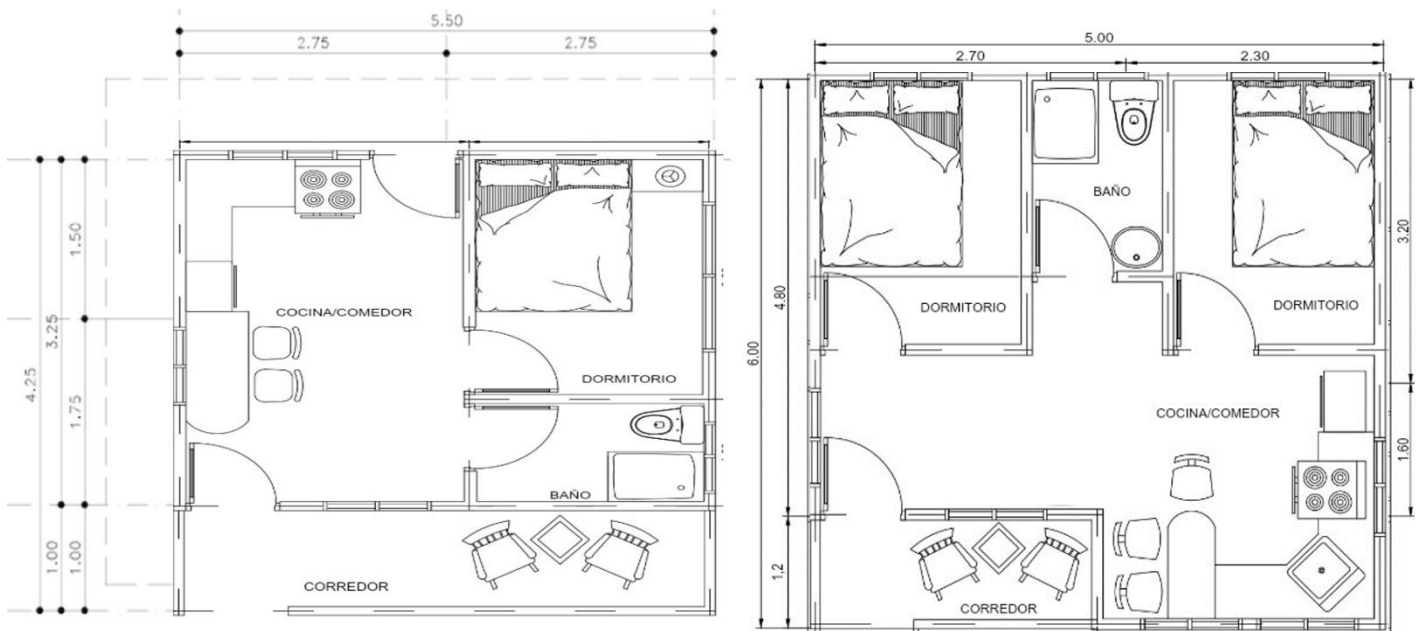 5.50
2.75
2.75
4.25
3.25
1.50
1.75
1.00
1.00
COCINA/COMEDOR
DORMITORIO
BAÑO
CORREDOR
5.00
2.70
2.30
6.00
4.80
1,2
3.20
1.60
BAÑO
DORMITORIO
DORMITORIO
COCINA/COMEDOR
CORREDOR